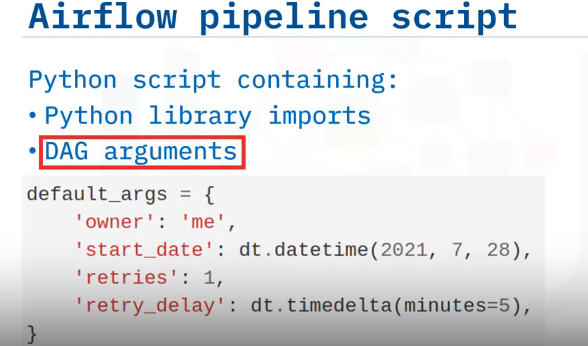 Airflow pipeline script
Python script containing:
• Python library imports
• DAG arguments
default_args = {
    'owner': 'me',
    'start_date': dt.datetime(2021, 7, 28),
    'retries': 1,
    'retry_delay': dt.timedelta(minutes=5),
}